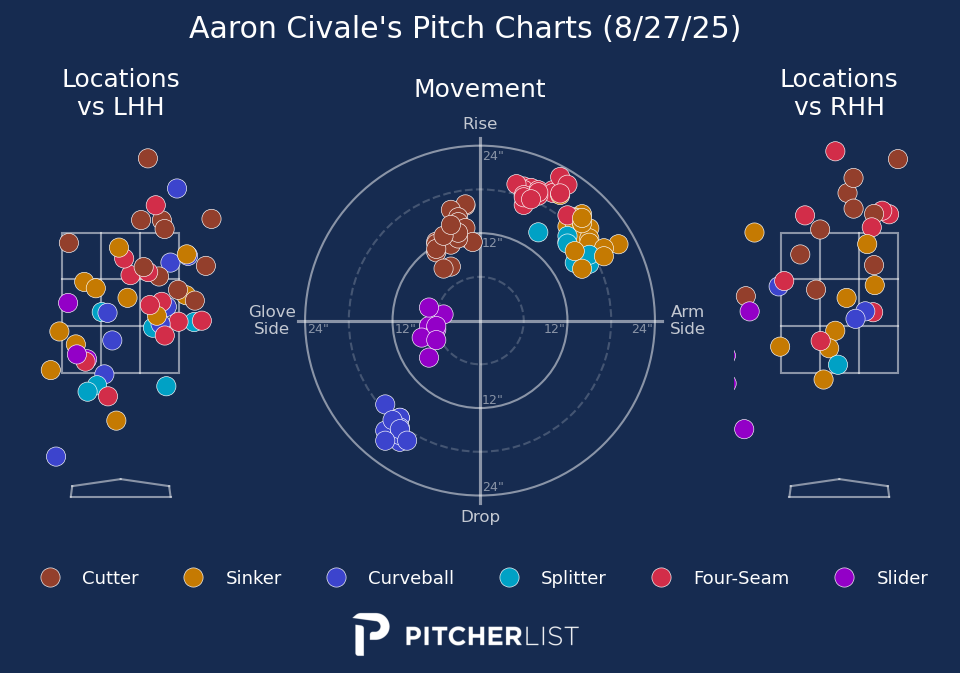 Aaron Civale's Pitch Charts (8/27/25)
Locations
vs LHH
Movement
Locations
vs RHH
Rise
24"
12"
Glove
Side
24"
12"
12"
24"
Arm
Side
12"
24"
Drop
Cutter
Sinker
Curveball
Splitter
Four-Seam
Slider
PITCHERLIST